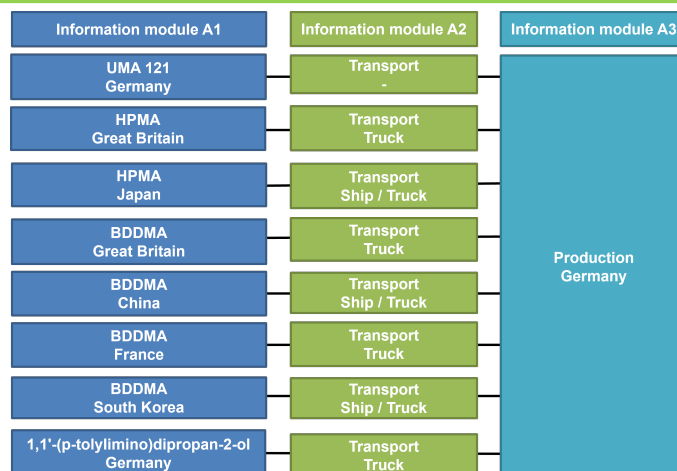 Information module A1
Information module A2
Information module A3
UMA 121
Germany
Transport
-
HPMA
Great Britain
Transport
Truck
HPMA
Japan
Transport
Ship / Truck
BDDMA
Great Britain
Transport
Truck
BDDMA
China
Transport
Ship / Truck
BDDMA
France
Transport
Truck
BDDMA
South Korea
Transport
Ship / Truck
1,1'-(p-tolylimino)dipropan-2-ol
Germany
Transport
Truck
Production
Germany